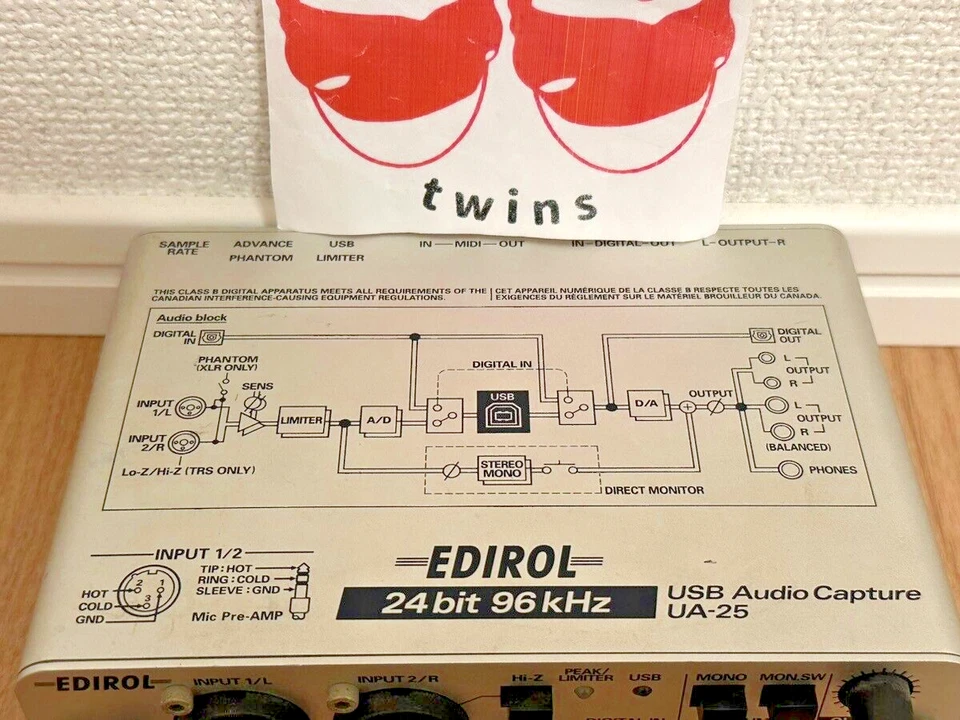 twins
SAMPLE RATE
ADVANCE
PHANTOM
USB
LIMITER
IN — MIDI — OUT
IN-DIGITAL-OUT
L-OUTPUT-R
THIS CLASS B DIGITAL APPARATUS MEETS ALL REQUIREMENTS OF THE
CANADIAN INTERFERENCE-CAUSING EQUIPMENT REGULATIONS.
CET APPAREIL NUMÉRIQUE DE LA CLASSE B RESPECTE TOUTES LES
EXIGENCES DU RÈGLEMENT SUR LE MATÉRIEL BROUILLEUR DU CANADA.
Audio block
DIGITAL
IN
PHANTOM
(XLR ONLY)
SENS
INPUT
1/L
INPUT
2/R
Lo-Z/Hi-Z (TRS ONLY)
LIMITER
A/D
DIGITAL IN
USB
STEREO
MONO
DIRECT MONITOR
D/A
OUTPUT
DIGITAL
OUT
L
R
OUTPUT
L
R
OUTPUT
(BALANCED)
PHONES
INPUT 1/2
HOT
COLD
GND
2
1
3
TIP:HOT
RING:COLD
SLEEVE:GND
Mic Pre-AMP
EDIROL
24bit 96kHz
USB Audio Capture
UA-25
EDIROL
INPUT 1/L
INPUT 2/R
Hi-Z
PEAK/
LIMITER
USB
MONO
MON.SW
DIGITAL IN